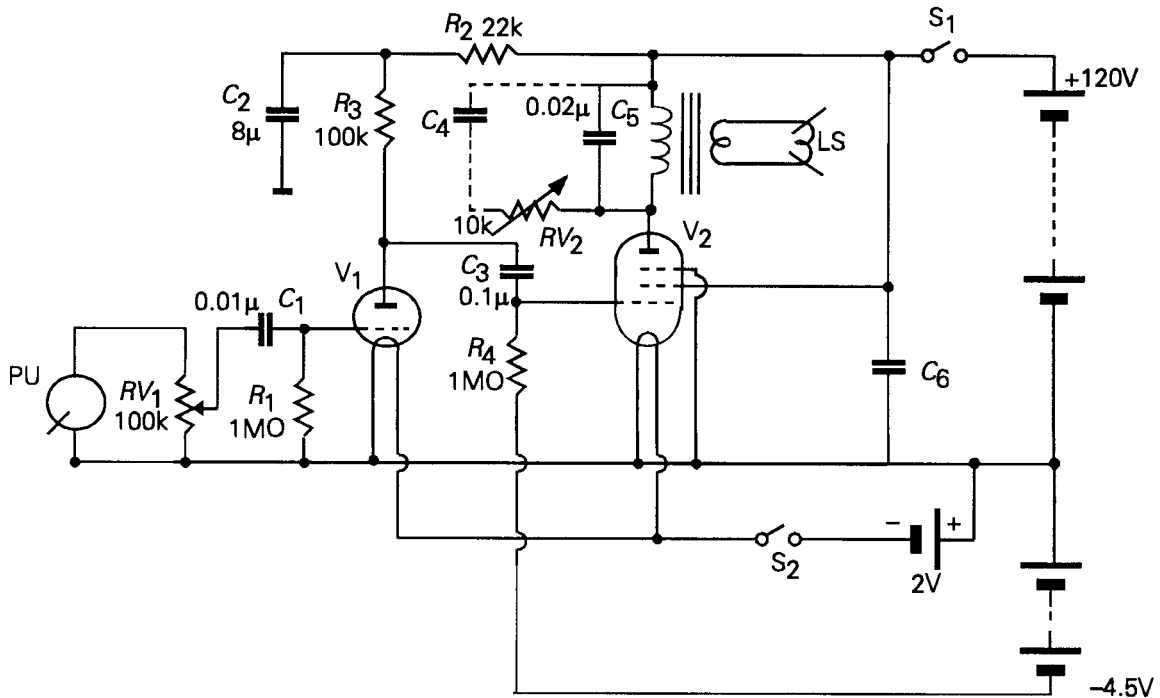 R2 22k
S1
+120V
C2
8µ
R3
100k
C4
0.02µ
C5
LS
10k
RV2
V2
V1
C3
0.1µ
0.01µ
C1
PU
RV1
100k
R1
1MO
R4
1MO
C6
S2
-
+
2V
-4.5V